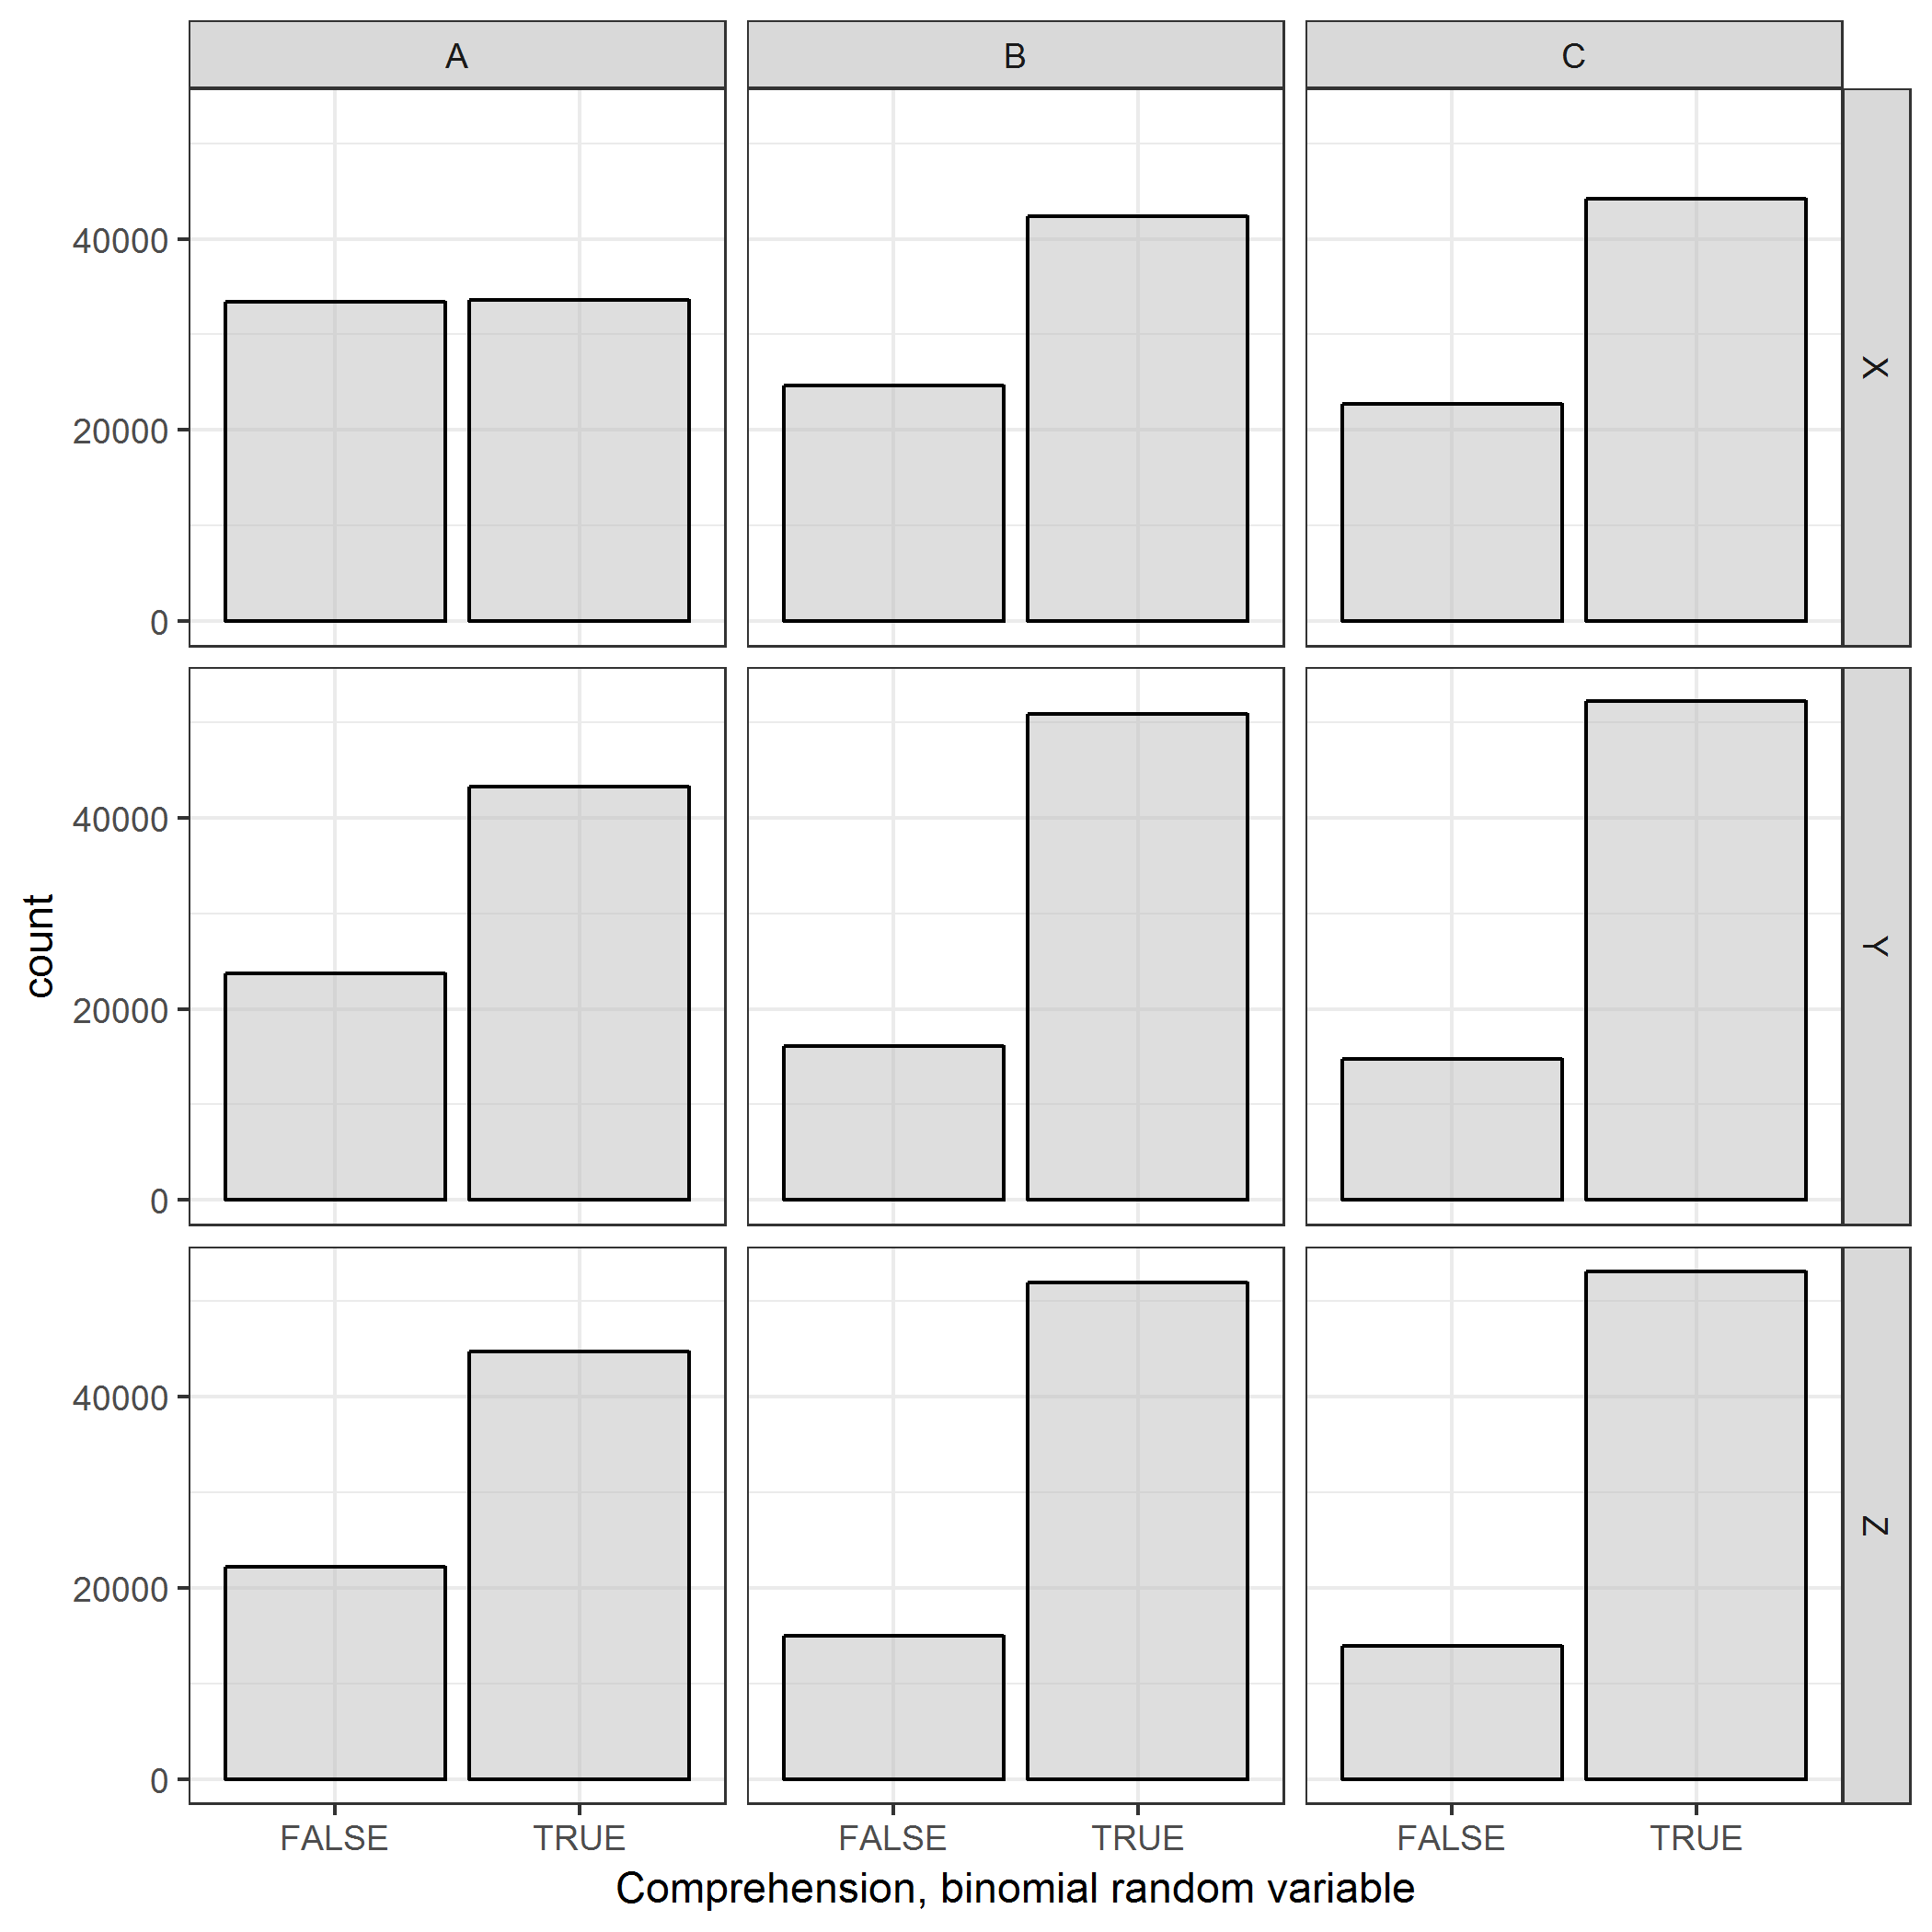 A B C
40000
20000
0
X
40000
20000
0
Y
count
40000
20000
0
Z
FALSE TRUE FALSE TRUE FALSE TRUE
Comprehension, binomial random variable